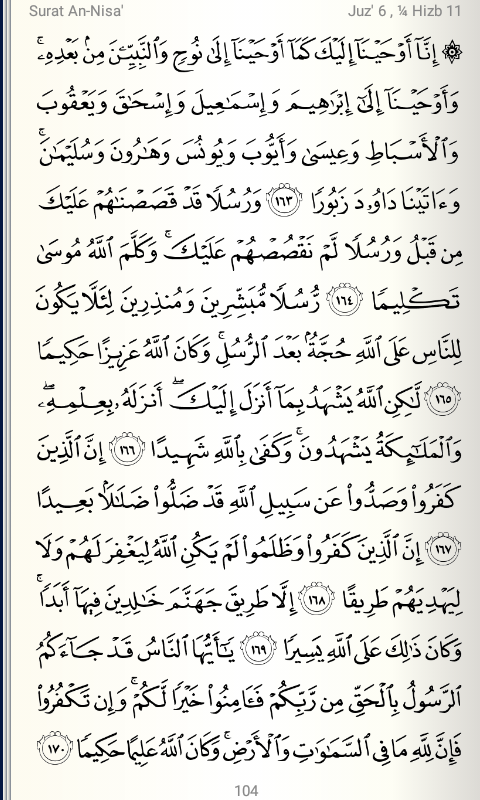 Surat An-Nisa' Juz' 6 , ¼ Hizb 11
۞ إِنَّآ أَوْحَيْنَآ إِلَيْكَ كَمَآ أَوْحَيْنَآ إِلَىٰ نُوحٍ وَٱلنَّبِيِّـۧنَ مِنۢ بَعْدِهِۦۚ
وَأَوْحَيْنَآ إِلَىٰٓ إِبْرَٰهِيمَ وَإِسْمَٰعِيلَ وَإِسْحَٰقَ وَيَعْقُوبَ
وَٱلْأَسْبَاطِ وَعِيسَىٰ وَأَيُّوبَ وَيُونُسَ وَهَٰرُونَ وَسُلَيْمَٰنَۚ
وَءَاتَيْنَا دَاوُۥدَ زَبُورًا ١٦٣ وَرُسُلًا قَدْ قَصَصْنَٰهُمْ عَلَيْكَ
مِن قَبْلُ وَرُسُلًا لَّمْ نَقْصُصْهُمْ عَلَيْكَۚ وَكَلَّمَ ٱللَّهُ مُوسَىٰ
تَكْلِيمًا ١٦٤ رُّسُلًا مُّبَشِّرِينَ وَمُنذِرِينَ لِئَلَّا يَكُونَ
لِلنَّاسِ عَلَى ٱللَّهِ حُجَّةٌۢ بَعْدَ ٱلرُّسُلِۚ وَكَانَ ٱللَّهُ عَزِيزًا حَكِيمًا
١٦٥ لَّٰكِنِ ٱللَّهُ يَشْهَدُ بِمَآ أَنزَلَ إِلَيْكَۖ أَنزَلَهُۥ بِعِلْمِهِۦۖ
وَٱلْمَلَٰٓئِكَةُ يَشْهَدُونَۚ وَكَفَىٰ بِٱللَّهِ شَهِيدًا ١٦٦ إِنَّ ٱلَّذِينَ
كَفَرُوا۟ وَصَدُّوا۟ عَن سَبِيلِ ٱللَّهِ قَدْ ضَلُّوا۟ ضَلَٰلًۢا بَعِيدًا
١٦٧ إِنَّ ٱلَّذِينَ كَفَرُوا۟ وَظَلَمُوا۟ لَمْ يَكُنِ ٱللَّهُ لِيَغْفِرَ لَهُمْ وَلَا
لِيَهْدِيَهُمْ طَرِيقًا ١٦٨ إِلَّا طَرِيقَ جَهَنَّمَ خَٰلِدِينَ فِيهَآ أَبَدًاۚ
وَكَانَ ذَٰلِكَ عَلَى ٱللَّهِ يَسِيرًا ١٦٩ يَٰٓأَيُّهَا ٱلنَّاسُ قَدْ جَآءَكُمُ
ٱلرَّسُولُ بِٱلْحَقِّ مِن رَّبِّكُمْ فَـَٔامِنُوا۟ خَيْرًا لَّكُمْۚ وَإِن تَكْفُرُوا۟
فَإِنَّ لِلَّهِ مَا فِى ٱلسَّمَٰوَٰتِ وَٱلْأَرْضِۚ وَكَانَ ٱللَّهُ عَلِيمًا حَكِيمًا ١٧٠
104